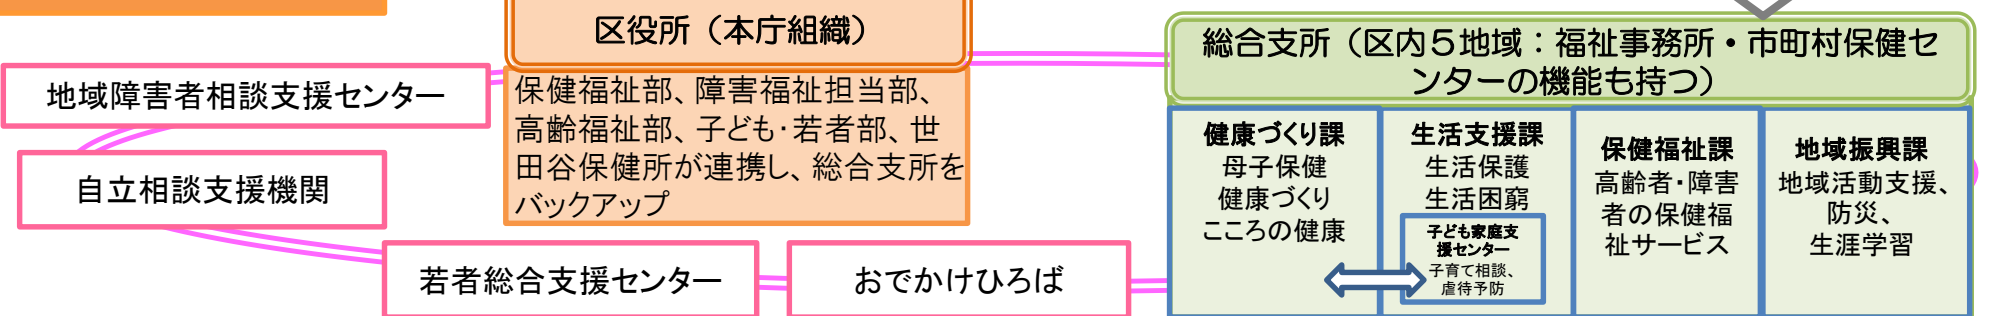 区役所（本庁組織）
保健福祉部、障害福祉担当部、
高齢福祉部、子ども・若者部、世
田谷保健所が連携し、総合支所を
バックアップ
地域障害者相談支援センター
自立相談支援機関
若者総合支援センター
おでかけひろば
総合支所（区内５地域：福祉事務所・市町村保健セ
ンターの機能も持つ）
健康づくり課
母子保健
健康づくり
こころの健康
生活支援課
生活保護
生活困窮
子ども家庭支
援センター
子育て相談、
虐待予防
保健福祉課
高齢者・障害
者の保健福
祉サービス
地域振興課
地域活動支援、
防災、
生涯学習